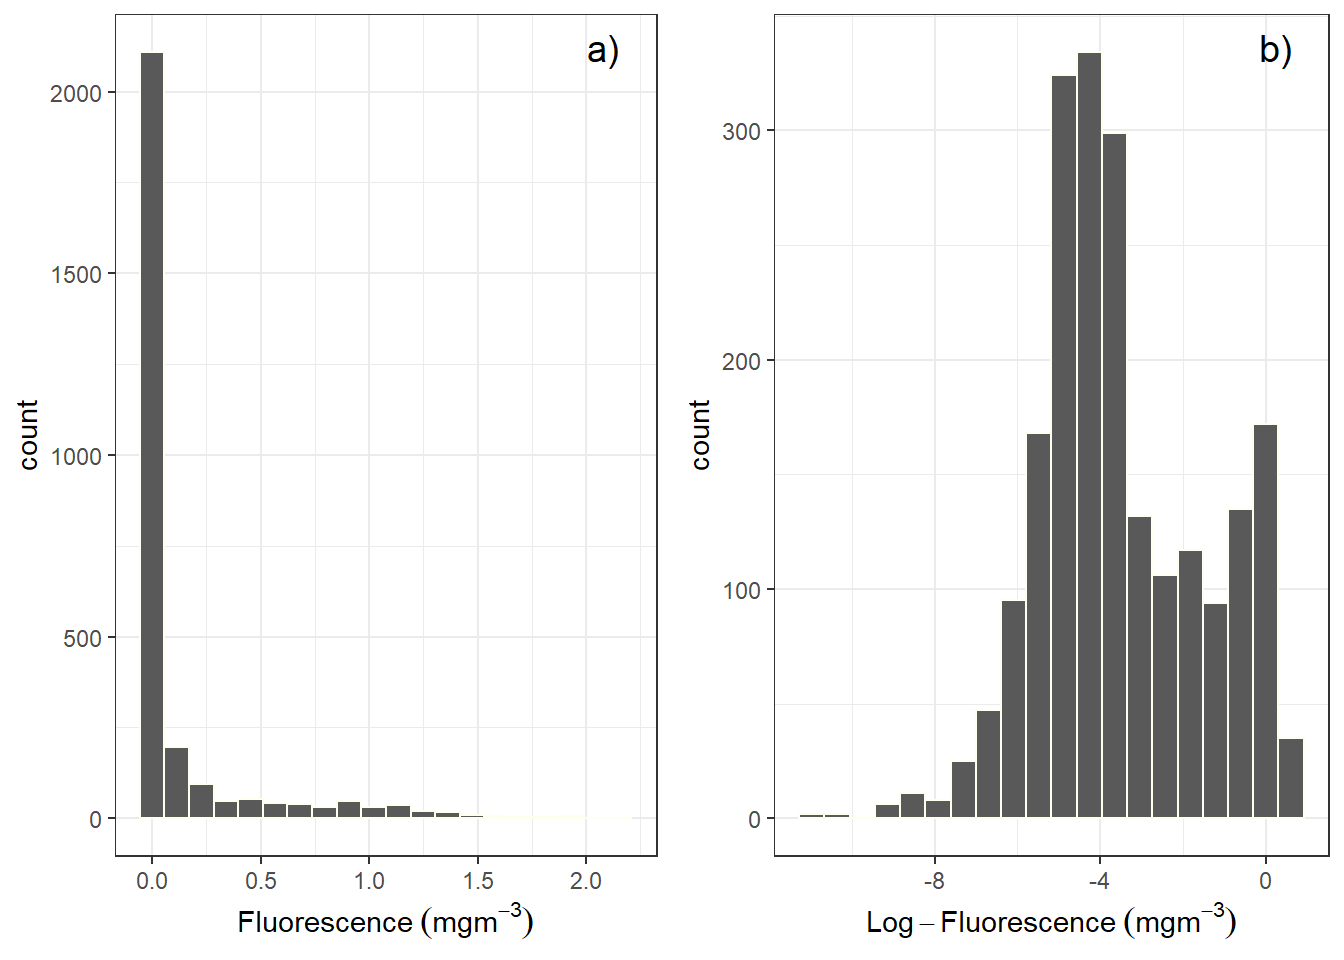 a)
count
2000
1500
1000
500
0
0.0 0.5 1.0 1.5 2.0
Fluorescence (mgm⁻³)
b)
count
300
200
100
0
-8 -4 0
Log − Fluorescence (mgm⁻³)